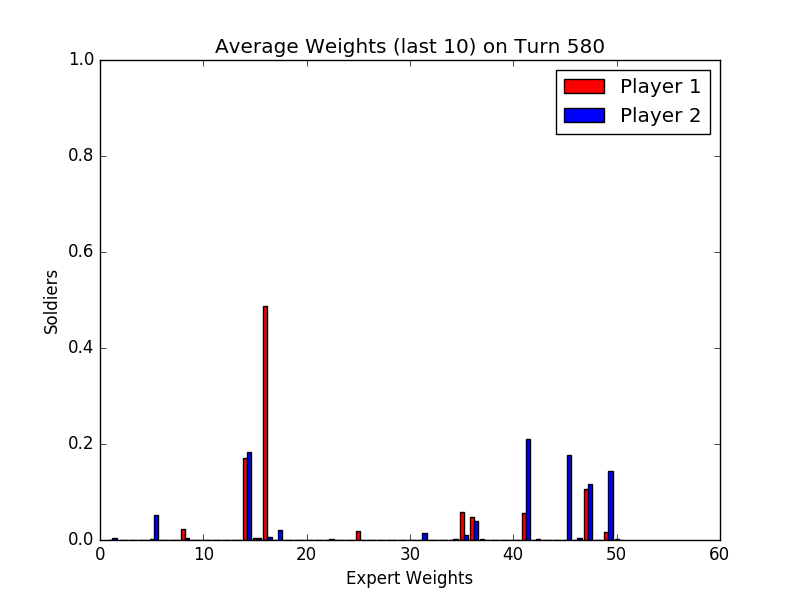 Average Weights (last 10) on Turn 580
1.0
Player 1
Player 2
0.8
0.6
Soldiers
0.4
0.2
0.0
0 10 20 30 40 50 60
Expert Weights